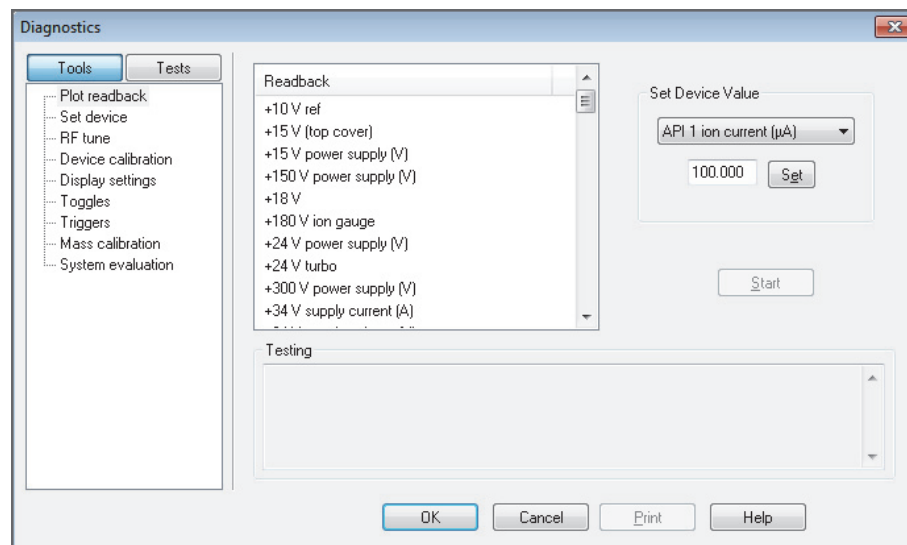 Diagnostics
Tools Tests
Plot readback
Set device
RF tune
Device calibration
Display settings
Toggles
Triggers
Mass calibration
System evaluation
Readback
+10 V ref
+15 V (top cover)
+15 V power supply (V)
+150 V power supply (V)
+18 V
+180 V ion gauge
+24 V power supply (V)
+24 V turbo
+300 V power supply (V)
+34 V supply current (A)
Set Device Value
API 1 ion current (µA)
100.000 Set
Start
Testing
OK Cancel Print Help